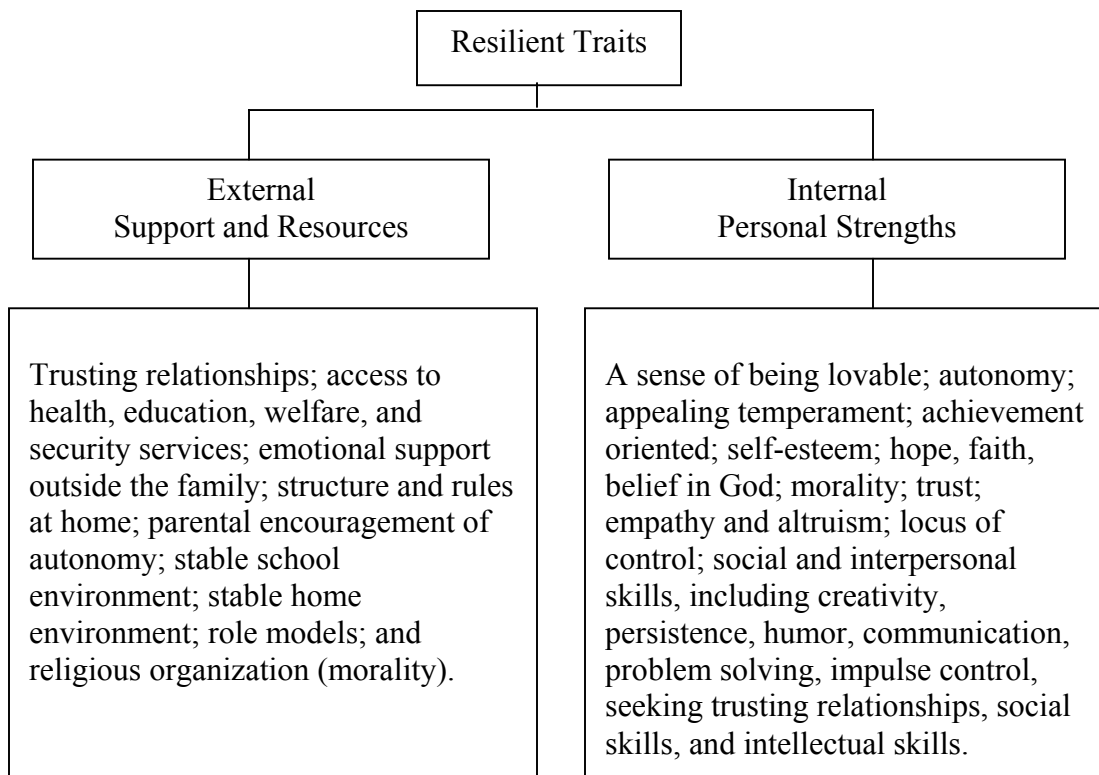 Resilient Traits
External
Support and Resources
Internal
Personal Strengths
Trusting relationships; access to
health, education, welfare, and
security services; emotional support
outside the family; structure and rules
at home; parental encouragement of
autonomy; stable school
environment; stable home
environment; role models; and
religious organization (morality).
A sense of being lovable; autonomy;
appealing temperament; achievement
oriented; self-esteem; hope, faith,
belief in God; morality; trust;
empathy and altruism; locus of
control; social and interpersonal
skills, including creativity,
persistence, humor, communication,
problem solving, impulse control,
seeking trusting relationships, social
skills, and intellectual skills.